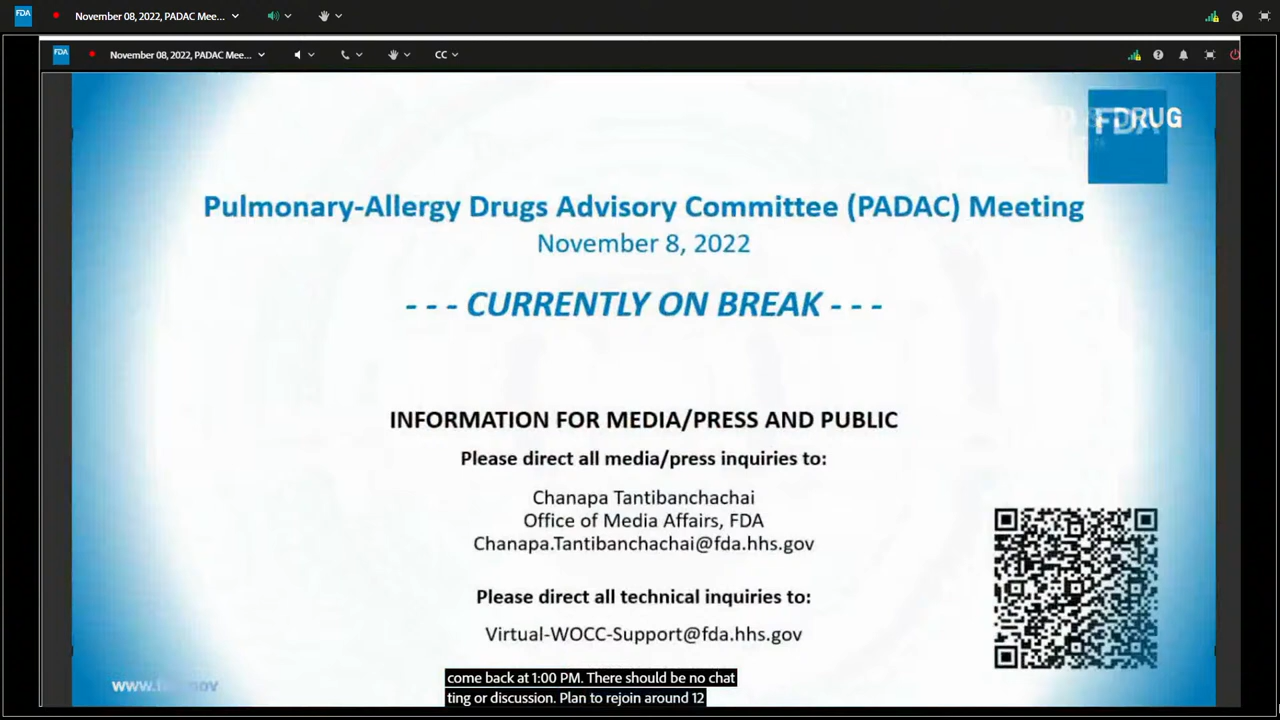 FDA
November 08, 2022, PADAC Mee...
FDA
November 08, 2022, PADAC Mee...
CC
FDA
DRUG
Pulmonary-Allergy Drugs Advisory Committee (PADAC) Meeting
November 8, 2022
- - - CURRENTLY ON BREAK - - -
INFORMATION FOR MEDIA/PRESS AND PUBLIC
Please direct all media/press inquiries to:
Chanapa Tantibanchachai
Office of Media Affairs, FDA
Chanapa.Tantibanchachai@fda.hhs.gov
Please direct all technical inquiries to:
Virtual-WOCC-Support@fda.hhs.gov
come back at 1:00 PM. There should be no chat
ting or discussion. Plan to rejoin around 12